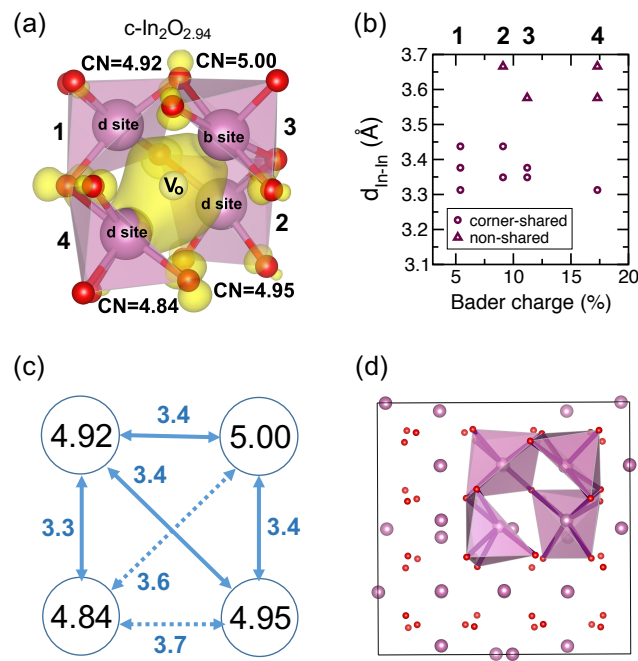 (a)
c-In2O2.94
CN=4.92 CN=5.00
d site
b site
1
3
VO
d site
2
d site
4
CN=4.95
CN=4.84
(b)
1 2 3 4
3.7
3.6
3.5
3.4
3.3
3.2
3.1
dIn-In (Å)
corner-shared
non-shared
5 10 15 20
Bader charge (%)
(c)
4.92 3.4 5.00
3.4
3.3 3.4
3.6
4.84 3.7 4.95
(d)